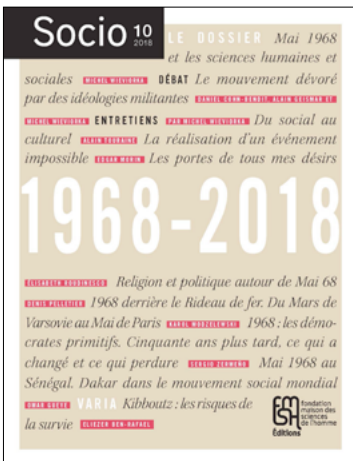 Socio 10
2018
LE DOSSIER Mai 1968
et les sciences humaines et
sociales MICHEL WIEVIORKA DÉBAT Le mouvement dévoré
par des idéologies militantes DANIEL COHN-BENDIT, ALAIN GEISMAR ET
MICHEL WIEVIORKA ENTRETIENS PAR MICHEL WIEVIORKA Du social au
culturel ALAIN TOURAINE La réalisation d'un événement
impossible EDGAR MORIN Les portes de tous mes désirs
1968-2018
ELISABETH ROUDINESCO Religion et politique autour de Mai 68
DENIS PELLETIER 1968 derrière le Rideau de fer. Du Mars de
Varsovie au Mai de Paris KAROL MODZELEWSKI 1968 : les démo-
crates primitifs. Cinquante ans plus tard, ce qui a
changé et ce qui perdure SERGIO ZERMEÑO Mai 1968 au
Sénégal. Dakar dans le mouvement social mondial
OMAR GUEYE VARIA Kibboutz : les risques de
la survie ELIEZER BEN-RAFAEL
fmsh
fondation
maison des
sciences
de l'homme
Éditions